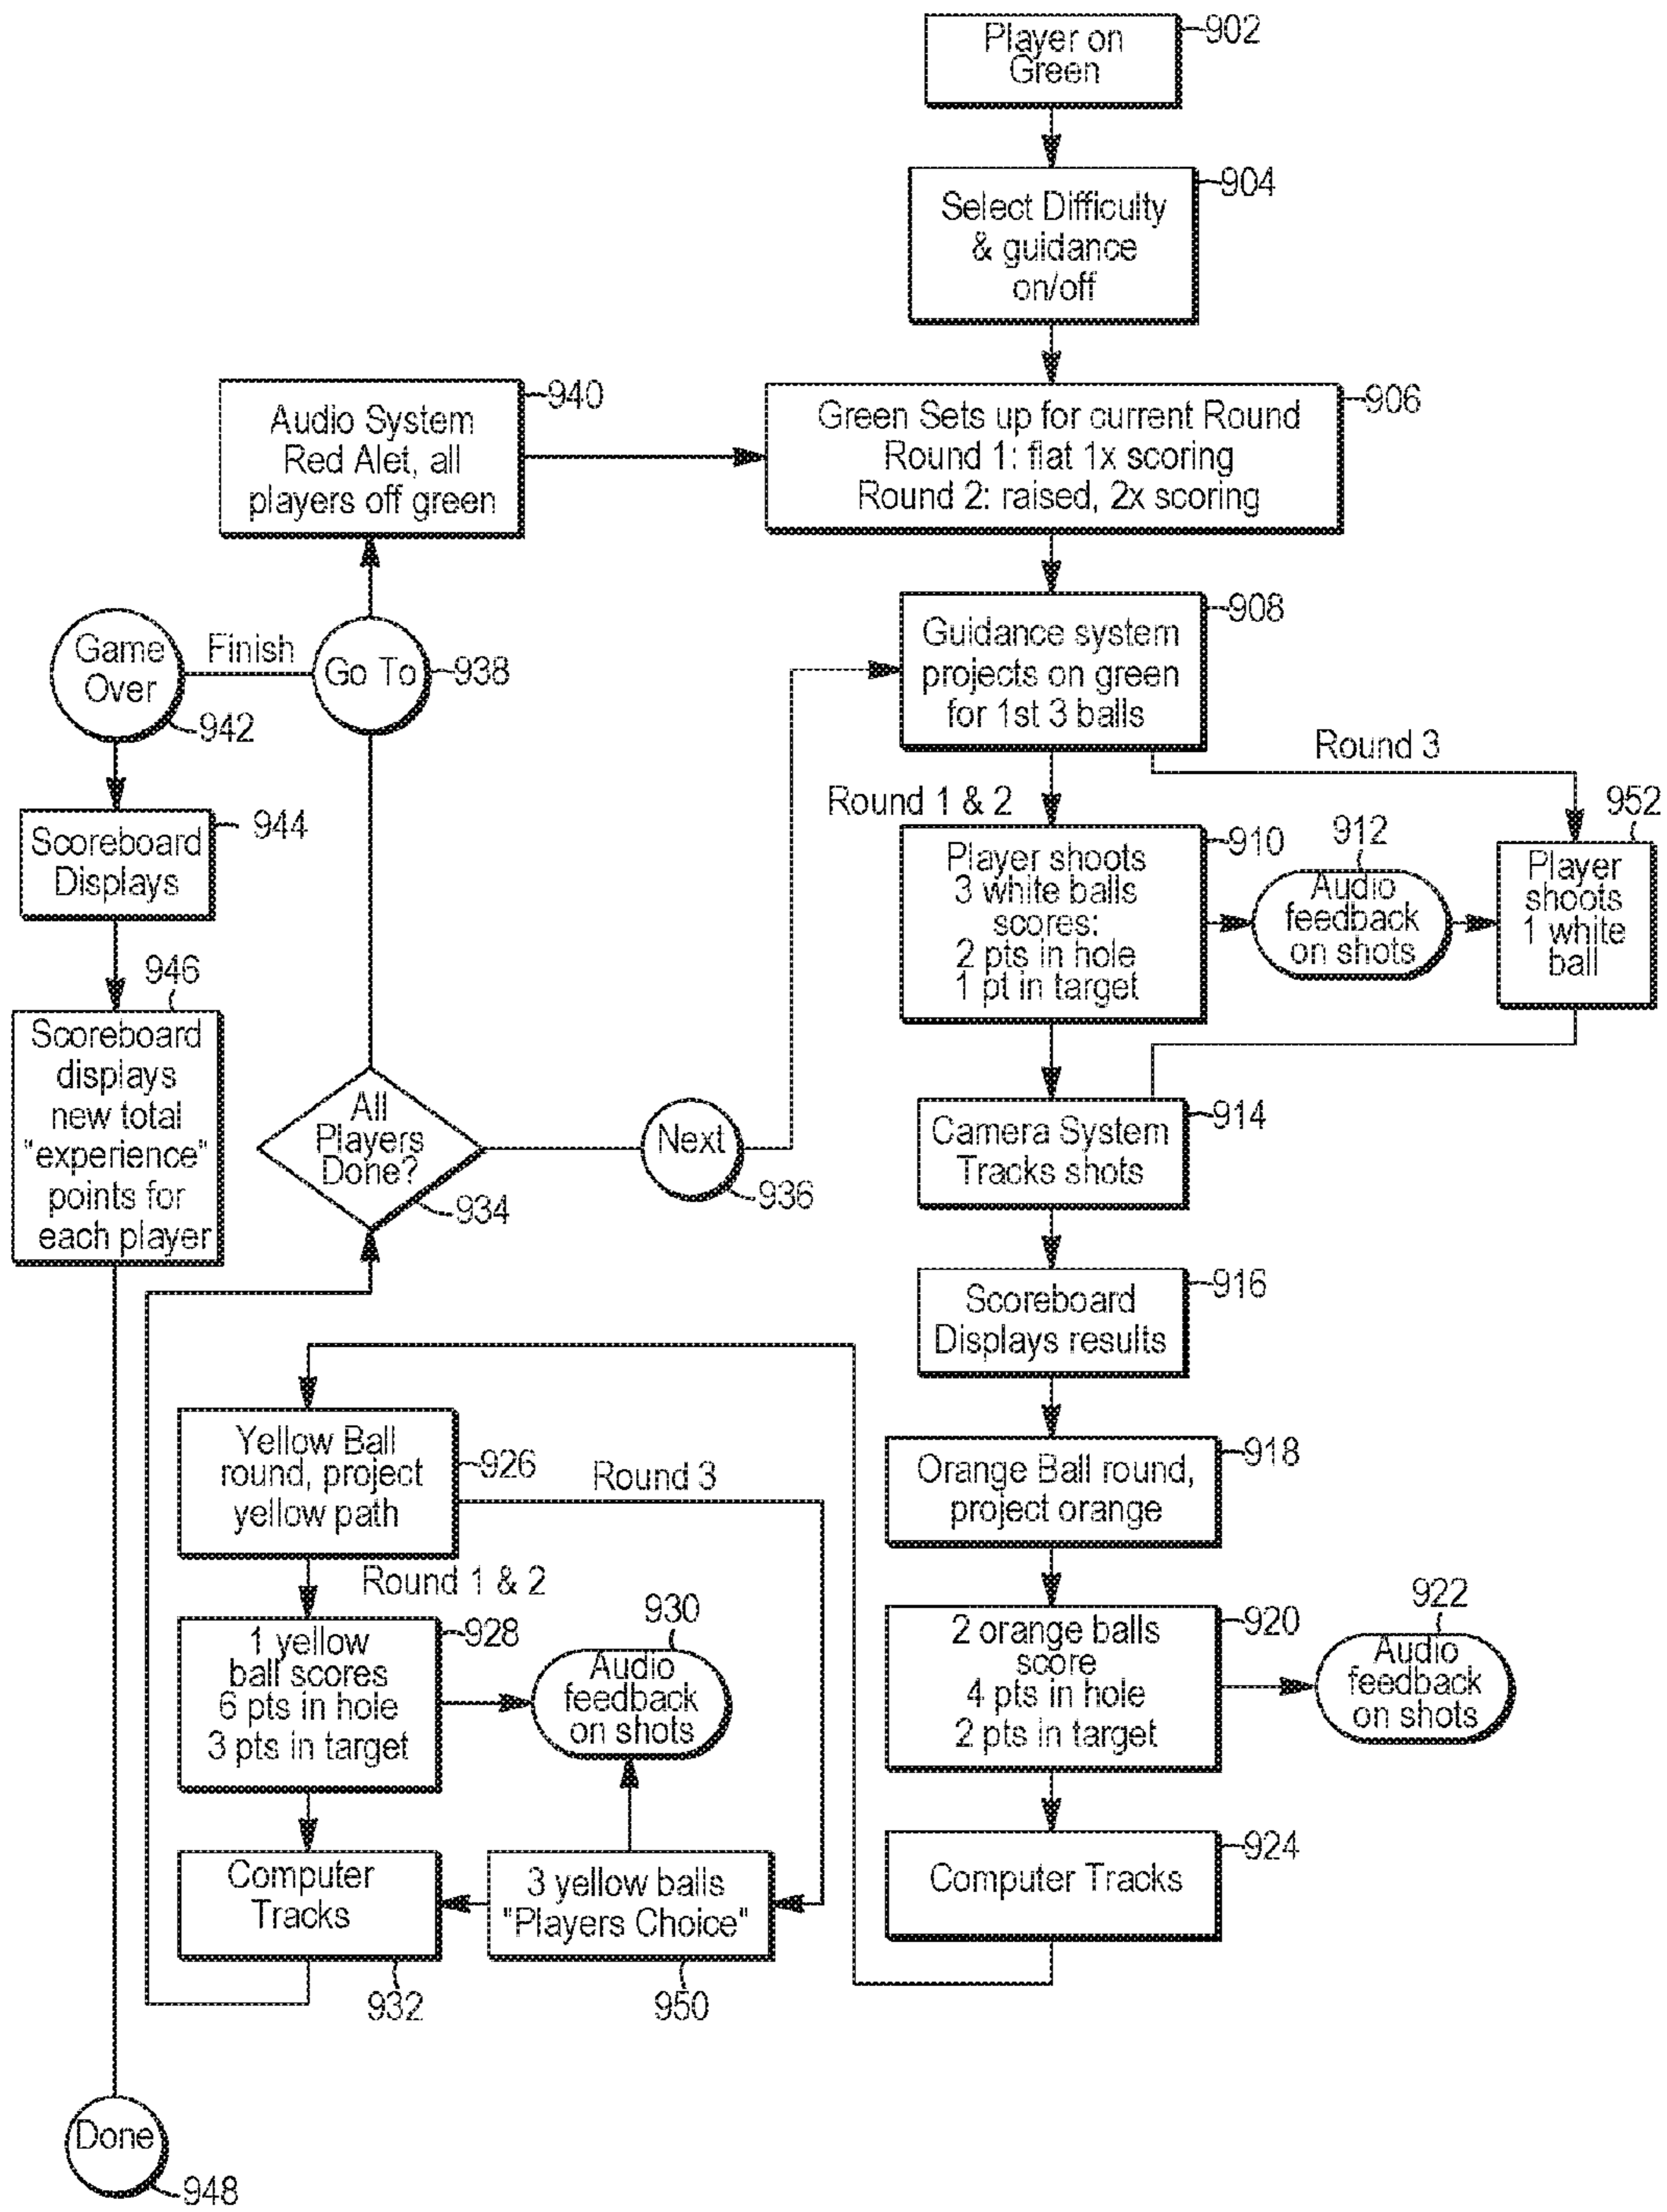 Player on
Green
902
Select Difficulty
& guidance
on/off
904
Green Sets up for current Round
Round 1: flat 1x scoring
Round 2: raised, 2x scoring
906
Audio System
Red Alet, all
players off green
940
Game
Over
942
Finish
Go To
938
Guidance system
projects on green
for 1st 3 balls
908
Round 3
Round 1 & 2
Player shoots
3 white balls
scores:
2 pts in hole
1 pt in target
910
912
Audio
feedback
on shots
952
Player
shoots
1 white
ball
Scoreboard
Displays
944
946
Scoreboard
displays
new total
"experience"
points for
each player
All
Players
Done?
934
Next
936
Camera System
Tracks shots
914
Scoreboard
Displays results
916
Orange Ball round,
project orange
918
2 orange balls
score
4 pts in hole
2 pts in target
920
922
Audio
feedback
on shots
Computer Tracks
924
Yellow Ball
round, project
yellow path
926
Round 3
Round 1 & 2
1 yellow
ball scores
6 pts in hole
3 pts in target
928
930
Audio
feedback
on shots
Computer
Tracks
932
3 yellow balls
"Players Choice"
950
Done
948